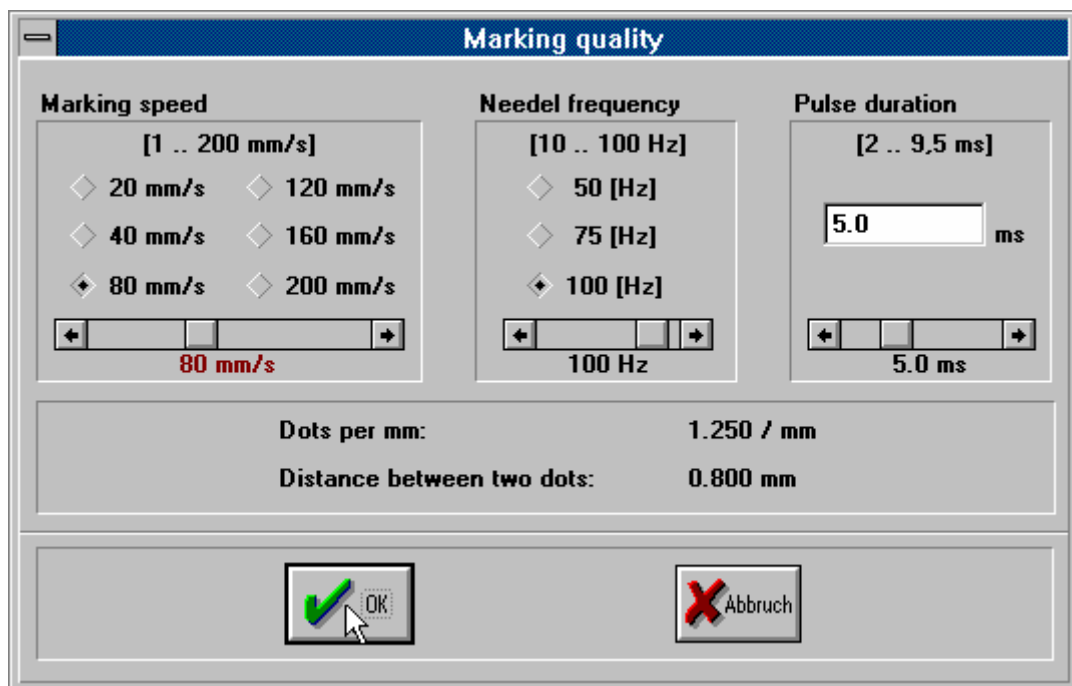 Marking quality
Marking speed
[1 .. 200 mm/s]
20 mm/s 120 mm/s
40 mm/s 160 mm/s
80 mm/s 200 mm/s
80 mm/s
Needel frequency
[10 .. 100 Hz]
50 [Hz]
75 [Hz]
100 [Hz]
100 Hz
Pulse duration
[2 .. 9,5 ms]
5.0 ms
5.0 ms
Dots per mm: 1.250 / mm
Distance between two dots: 0.800 mm
OK Abbruch